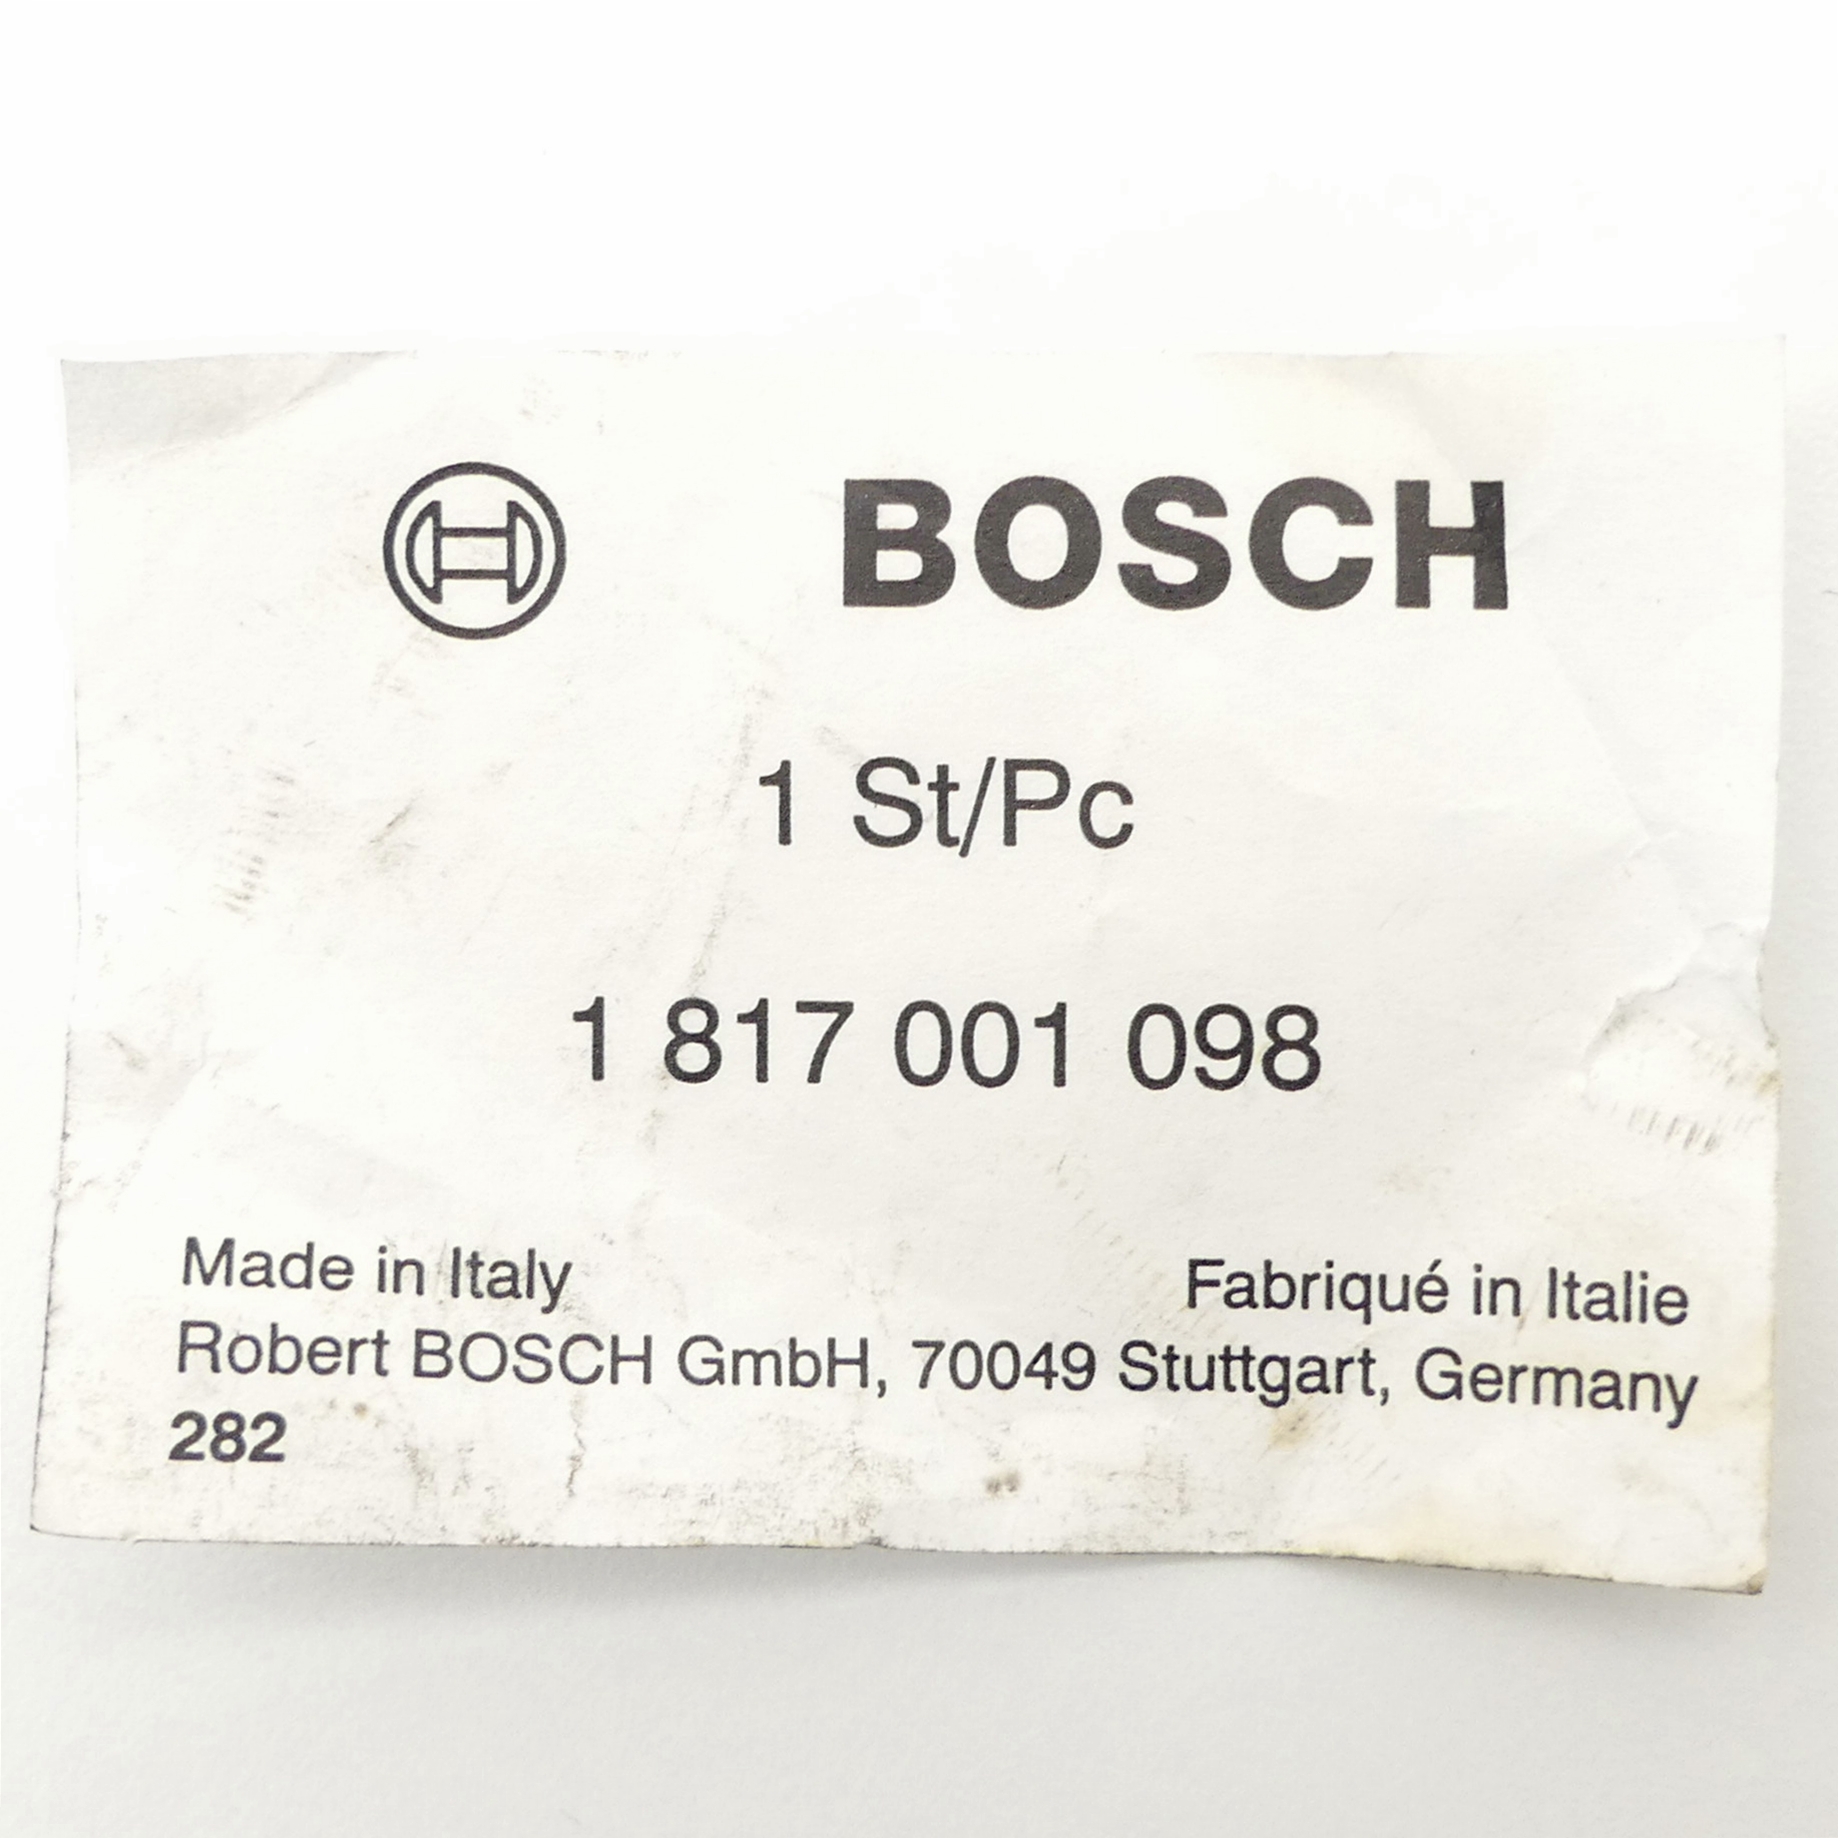 BOSCH
1 St/Pc
1 817 001 098
Made in Italy Fabriqué in Italie
Robert BOSCH GmbH, 70049 Stuttgart, Germany
282